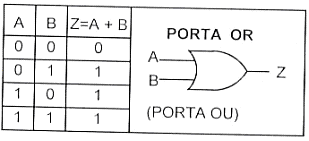 A B Z=A + B
0 0 0
0 1 1
1 0 1
1 1 1
PORTA OR
A
B
Z
(PORTA OU)